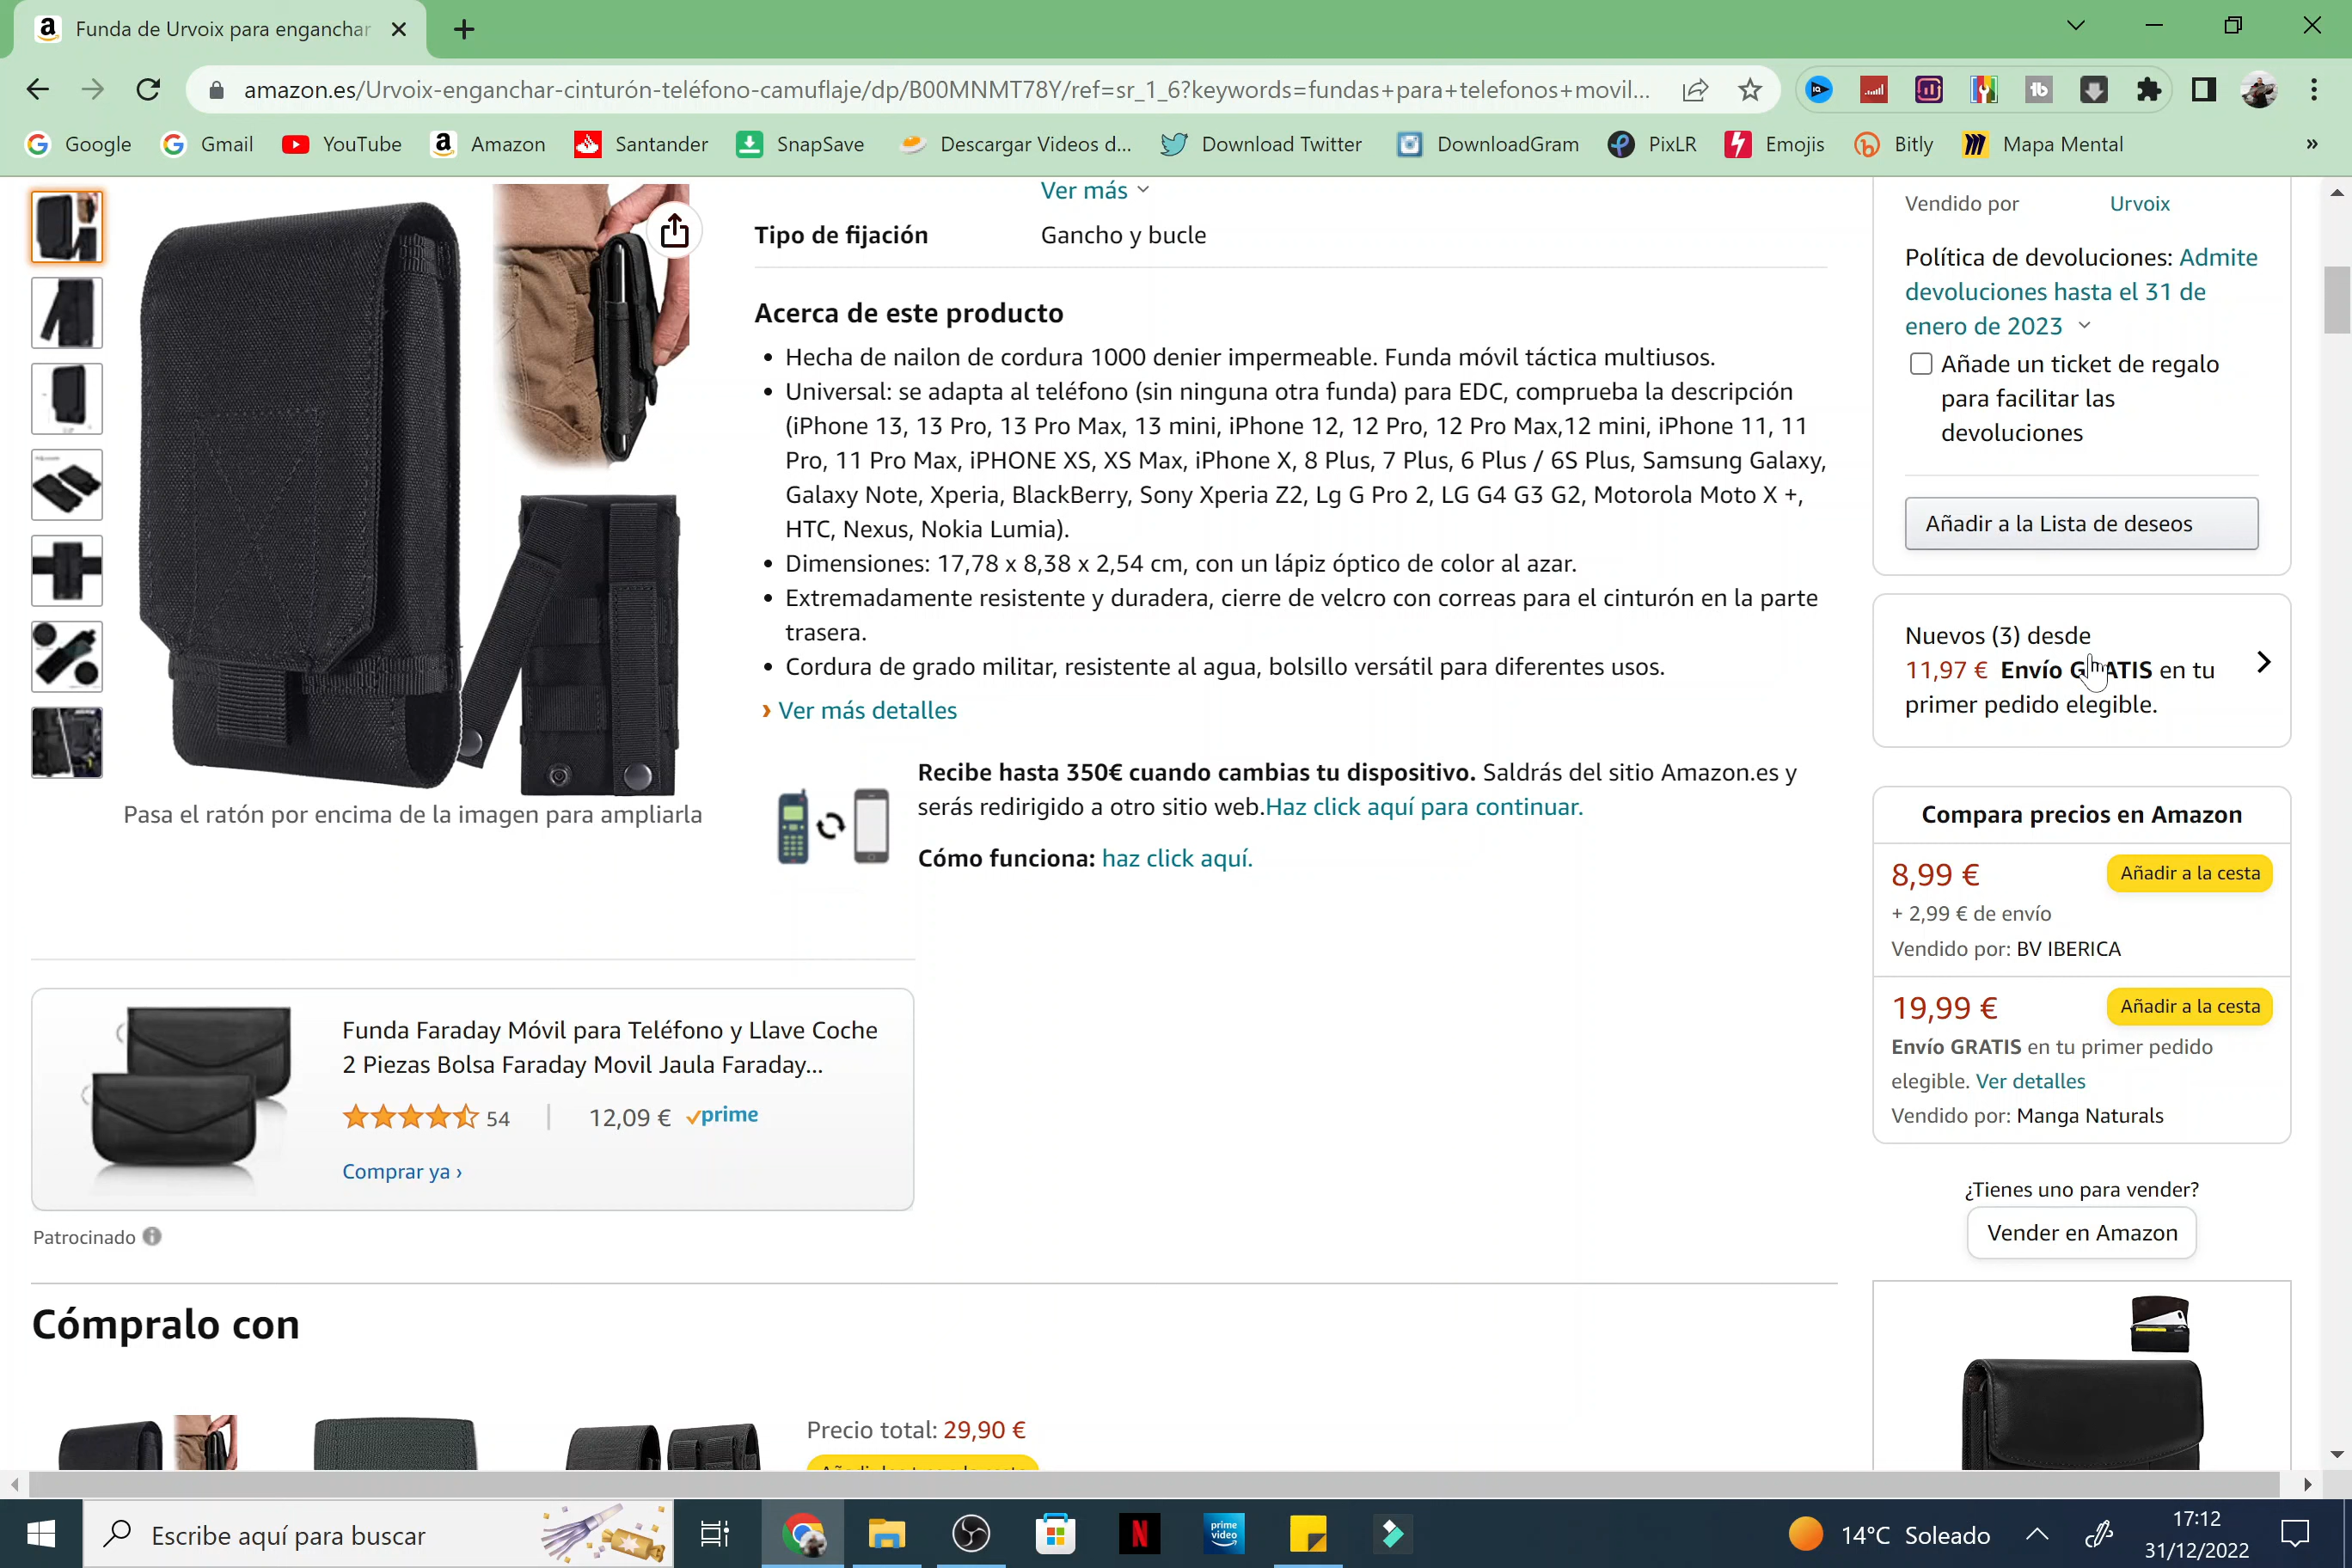 Funda de Urvoix para enganchar
amazon.es/Urvoix-enganchar-cinturón-teléfono-camuflaje/dp/B00MNMT78Y/ref=sr_1_6?keywords=fundas+para+telefonos+movil...
Google Gmail YouTube Amazon Santander SnapSave Descargar Videos d... Download Twitter DownloadGram PixLR Emojis Bitly Mapa Mental »
Ver más
Tipo de fijación Gancho y bucle
Acerca de este producto
• Hecha de nailon de cordura 1000 denier impermeable. Funda móvil táctica multiusos.
• Universal: se adapta al teléfono (sin ninguna otra funda) para EDC, comprueba la descripción
(iPhone 13, 13 Pro, 13 Pro Max, 13 mini, iPhone 12, 12 Pro, 12 Pro Max,12 mini, iPhone 11, 11
Pro, 11 Pro Max, iPHONE XS, XS Max, iPhone X, 8 Plus, 7 Plus, 6 Plus / 6S Plus, Samsung Galaxy,
Galaxy Note, Xperia, BlackBerry, Sony Xperia Z2, Lg G Pro 2, LG G4 G3 G2, Motorola Moto X +,
HTC, Nexus, Nokia Lumia).
• Dimensiones: 17,78 x 8,38 x 2,54 cm, con un lápiz óptico de color al azar.
• Extremadamente resistente y duradera, cierre de velcro con correas para el cinturón en la parte
trasera.
• Cordura de grado militar, resistente al agua, bolsillo versátil para diferentes usos.
› Ver más detalles
Pasa el ratón por encima de la imagen para ampliarla
Recibe hasta 350€ cuando cambias tu dispositivo. Saldrás del sitio Amazon.es y
serás redirigido a otro sitio web.Haz click aquí para continuar.
Cómo funciona: haz click aquí.
Funda Faraday Móvil para Teléfono y Llave Coche
2 Piezas Bolsa Faraday Movil Jaula Faraday...
54 | 12,09 € prime
Comprar ya ›
Patrocinado
Cómpralo con
Precio total: 29,90 €
Vendido por Urvoix
Política de devoluciones: Admite
devoluciones hasta el 31 de
enero de 2023
Añade un ticket de regalo
para facilitar las
devoluciones
Añadir a la Lista de deseos
Nuevos (3) desde
11,97 € Envío GRATIS en tu
primer pedido elegible.
Compara precios en Amazon
8,99 € Añadir a la cesta
+ 2,99 € de envío
Vendido por: BV IBERICA
19,99 € Añadir a la cesta
Envío GRATIS en tu primer pedido
elegible. Ver detalles
Vendido por: Manga Naturals
¿Tienes uno para vender?
Vender en Amazon
Escribe aquí para buscar
prime
video
14°C Soleado
17:12
31/12/2022